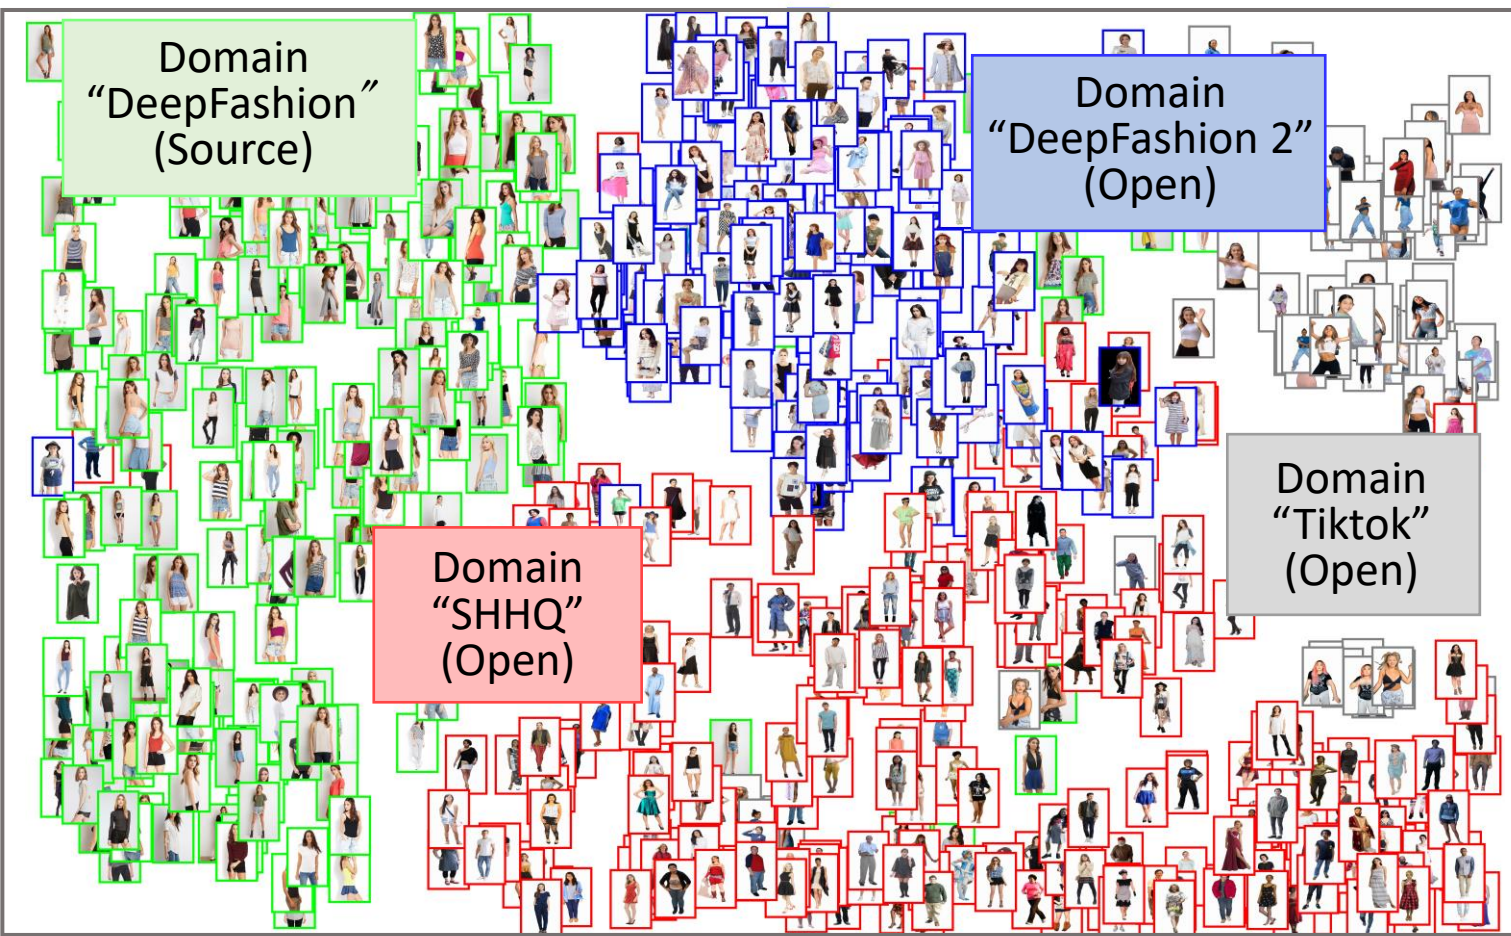 Domain
“DeepFashion″
(Source)
Domain
“DeepFashion 2”
(Open)
Domain
“Tiktok”
(Open)
Domain
“SHHQ”
(Open)